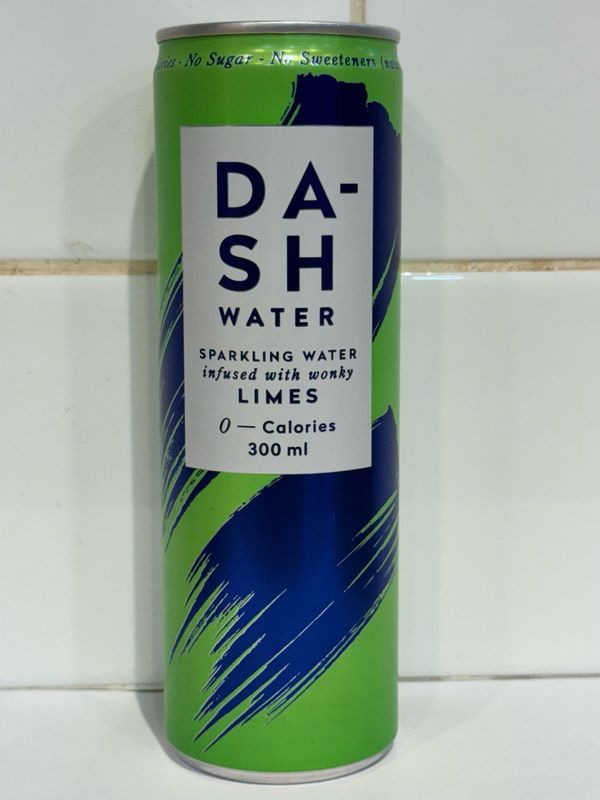 No Sugar - No Sweeteners
DA-
SH
WATER
SPARKLING WATER
infused with wonky
LIMES
0 — Calories
300 ml